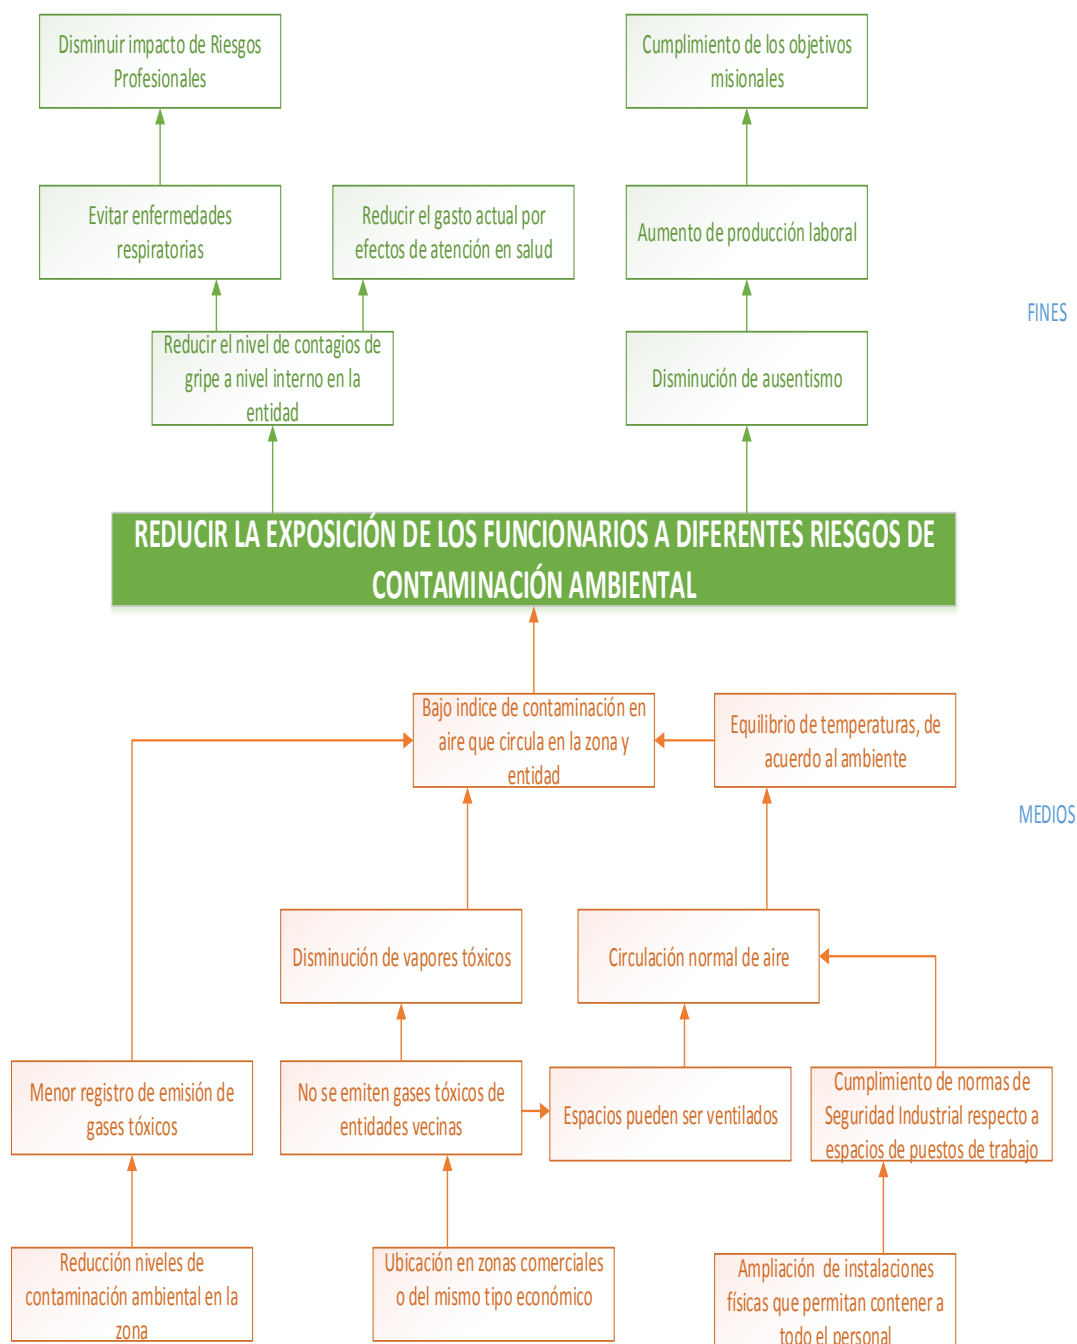 Disminuir impacto de Riesgos
Profesionales
Cumplimiento de los objetivos
misionales
Evitar enfermedades
respiratorias
Reducir el gasto actual por
efectos de atención en salud
Aumento de producción laboral
FINES
Reducir el nivel de contagios de
gripe a nivel interno en la
entidad
Disminución de ausentismo
REDUCIR LA EXPOSICIÓN DE LOS FUNCIONARIOS A DIFERENTES RIESGOS DE
CONTAMINACIÓN AMBIENTAL
Bajo indice de contaminación en
aire que circula en la zona y
entidad
Equilibrio de temperaturas, de
acuerdo al ambiente
MEDIOS
Disminución de vapores tóxicos
Circulación normal de aire
Menor registro de emisión de
gases tóxicos
No se emiten gases tóxicos de
entidades vecinas
Espacios pueden ser ventilados
Cumplimiento de normas de
Seguridad Industrial respecto a
espacios de puestos de trabajo
Reducción niveles de
contaminación ambiental en la
zona
Ubicación en zonas comerciales
o del mismo tipo económico
Ampliación  de instalaciones
físicas que permitan contener a
todo el personal